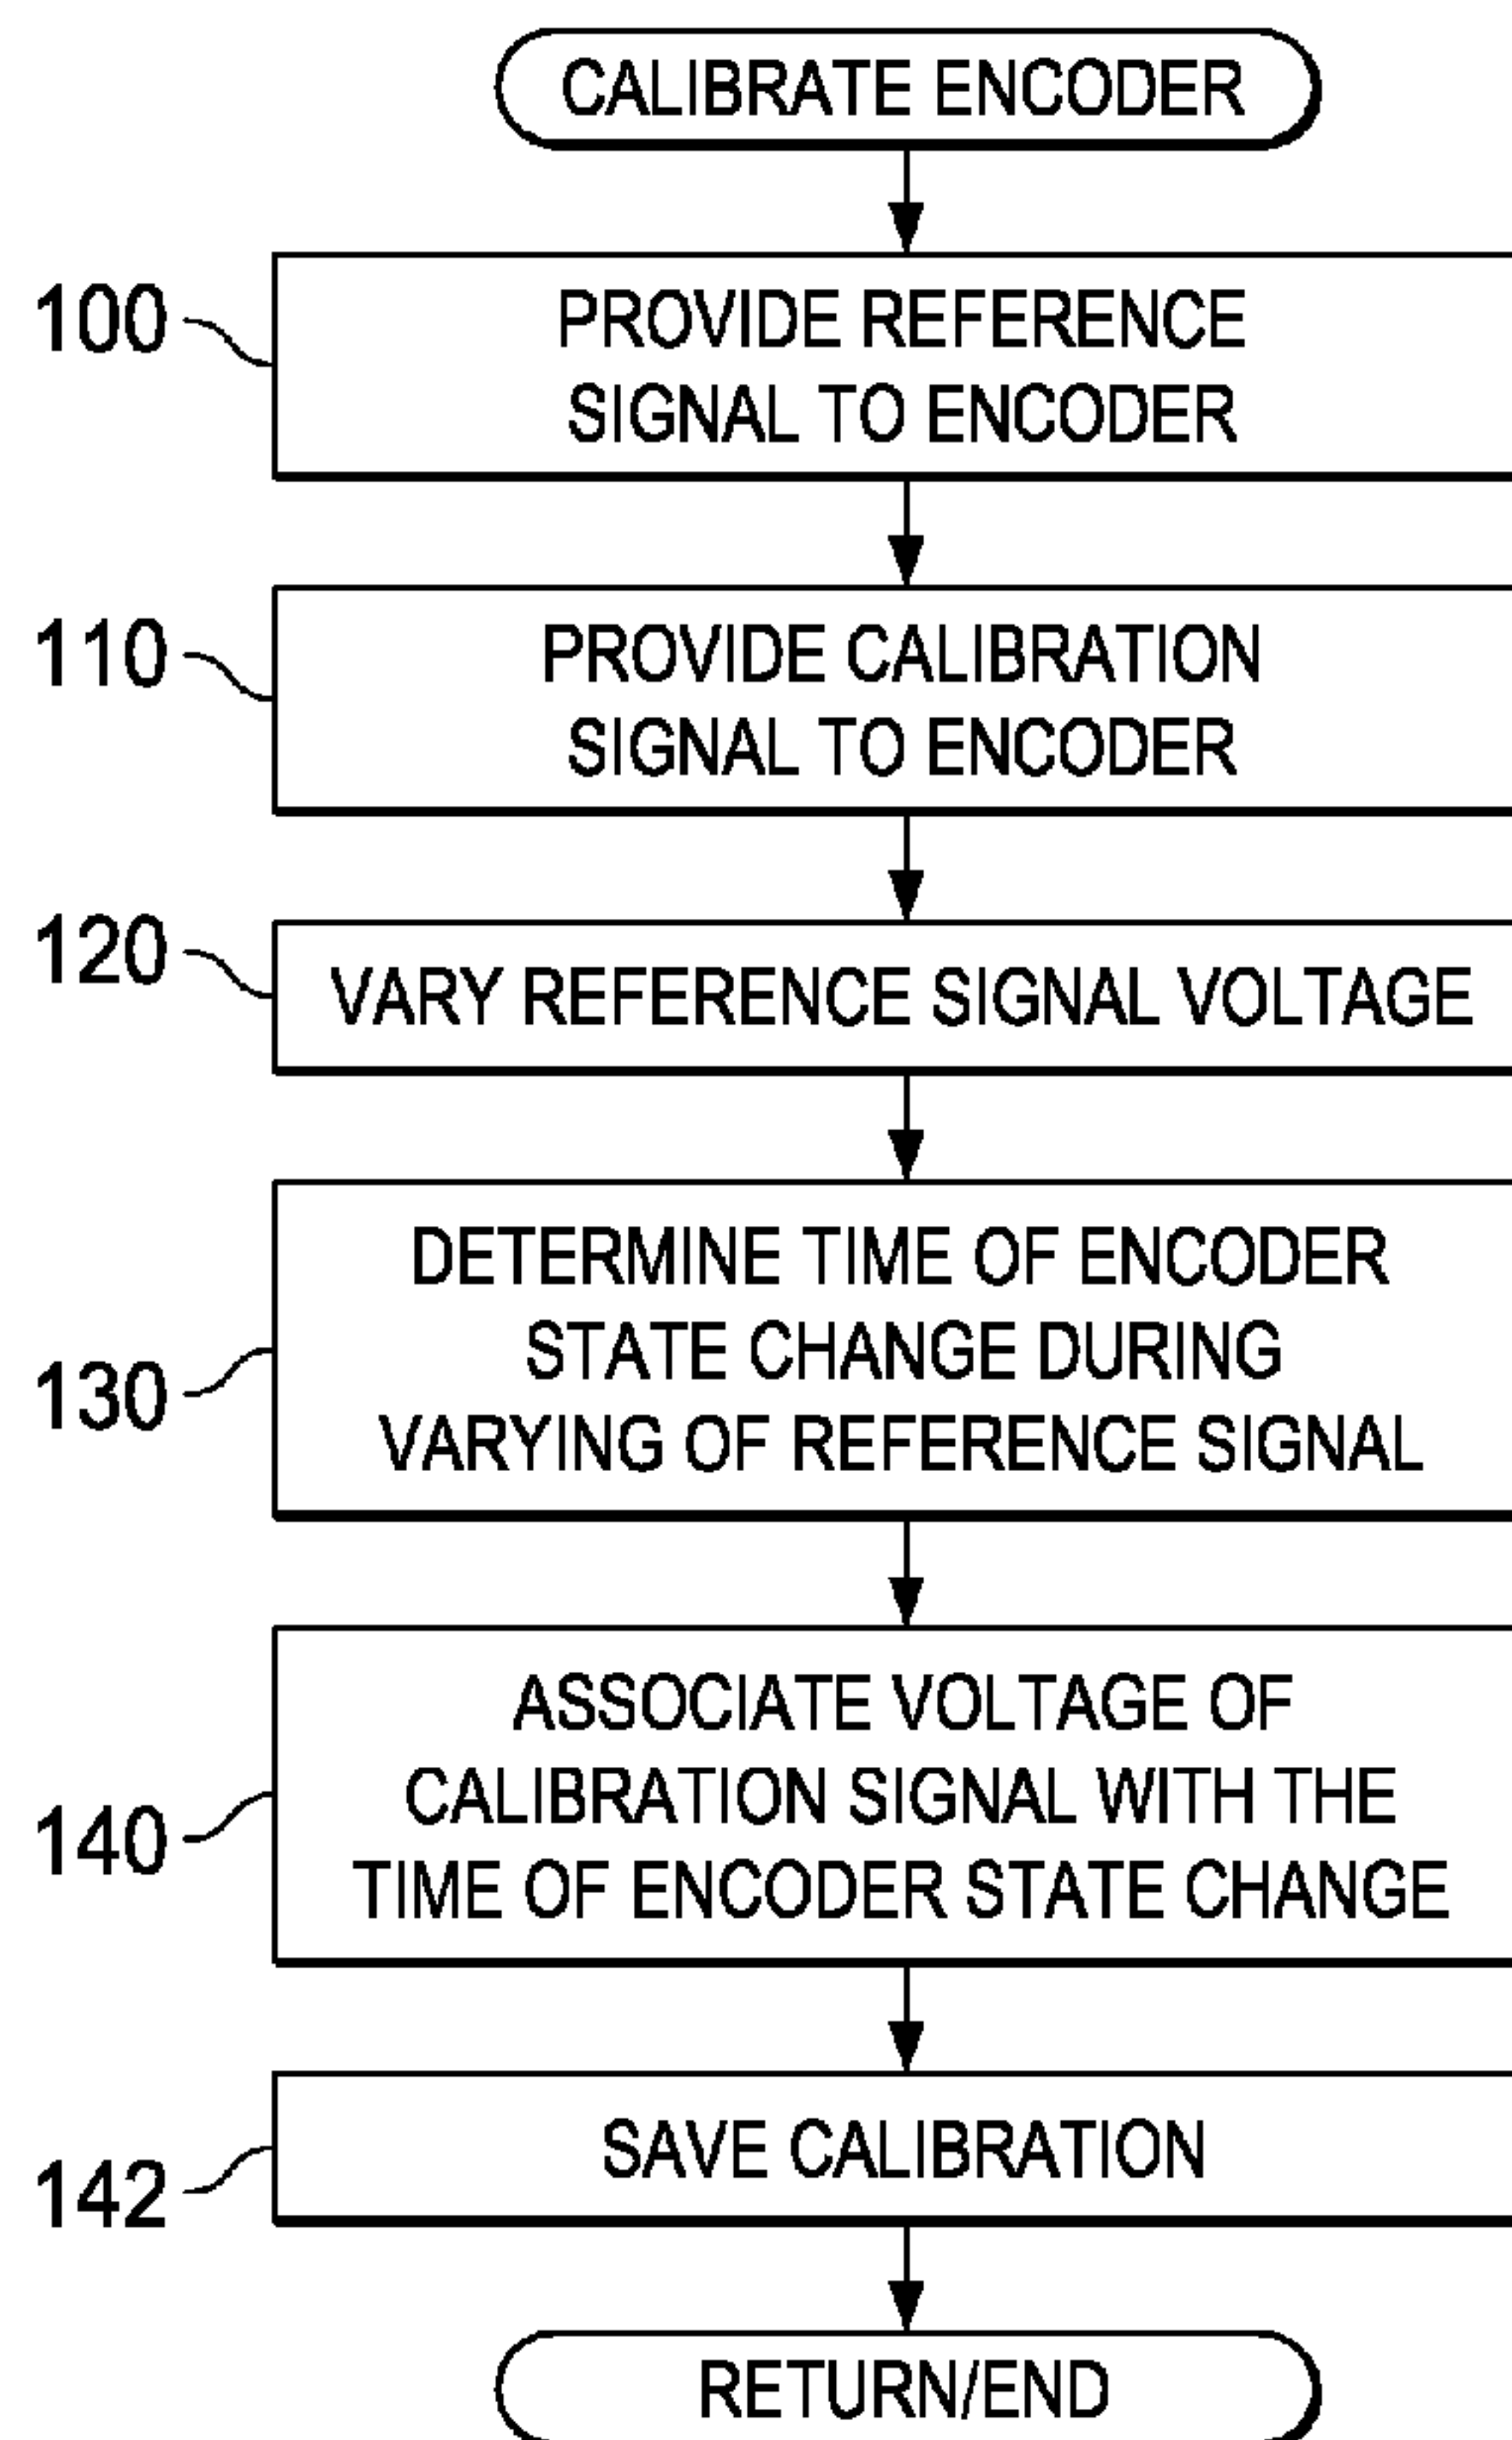 CALIBRATE ENCODER
100
PROVIDE REFERENCE
SIGNAL TO ENCODER
110
PROVIDE CALIBRATION
SIGNAL TO ENCODER
120
VARY REFERENCE SIGNAL VOLTAGE
130
DETERMINE TIME OF ENCODER
STATE CHANGE DURING
VARYING OF REFERENCE SIGNAL
140
ASSOCIATE VOLTAGE OF
CALIBRATION SIGNAL WITH THE
TIME OF ENCODER STATE CHANGE
142
SAVE CALIBRATION
RETURN/END